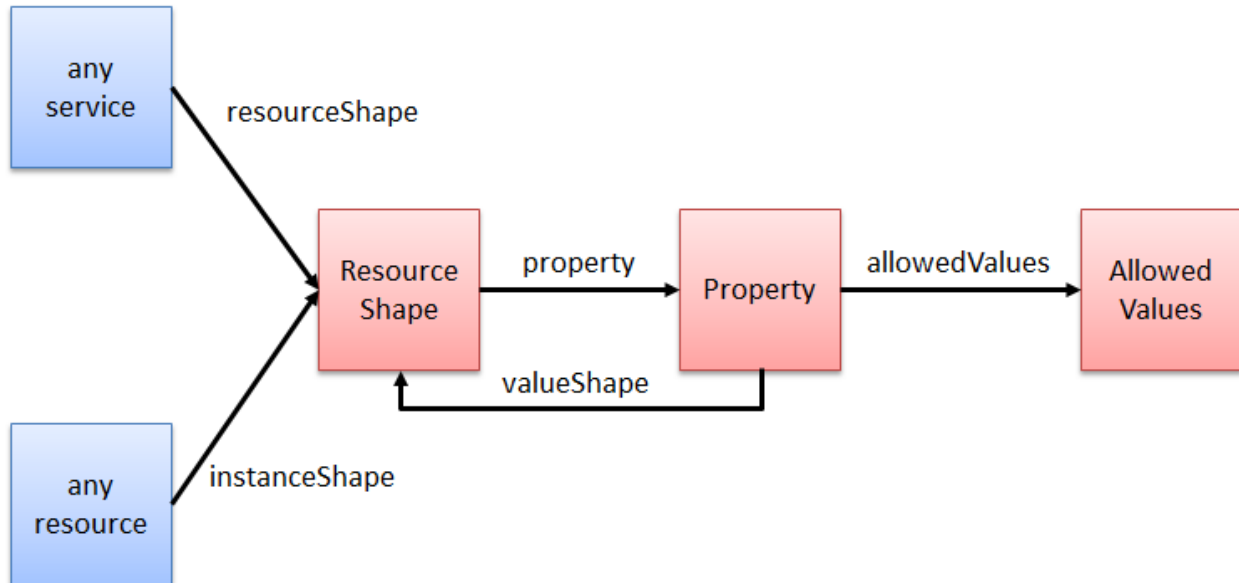 any
service
resourceShape
Resource
Shape
property
Property
allowedValues
Allowed
Values
valueShape
instanceShape
any
resource